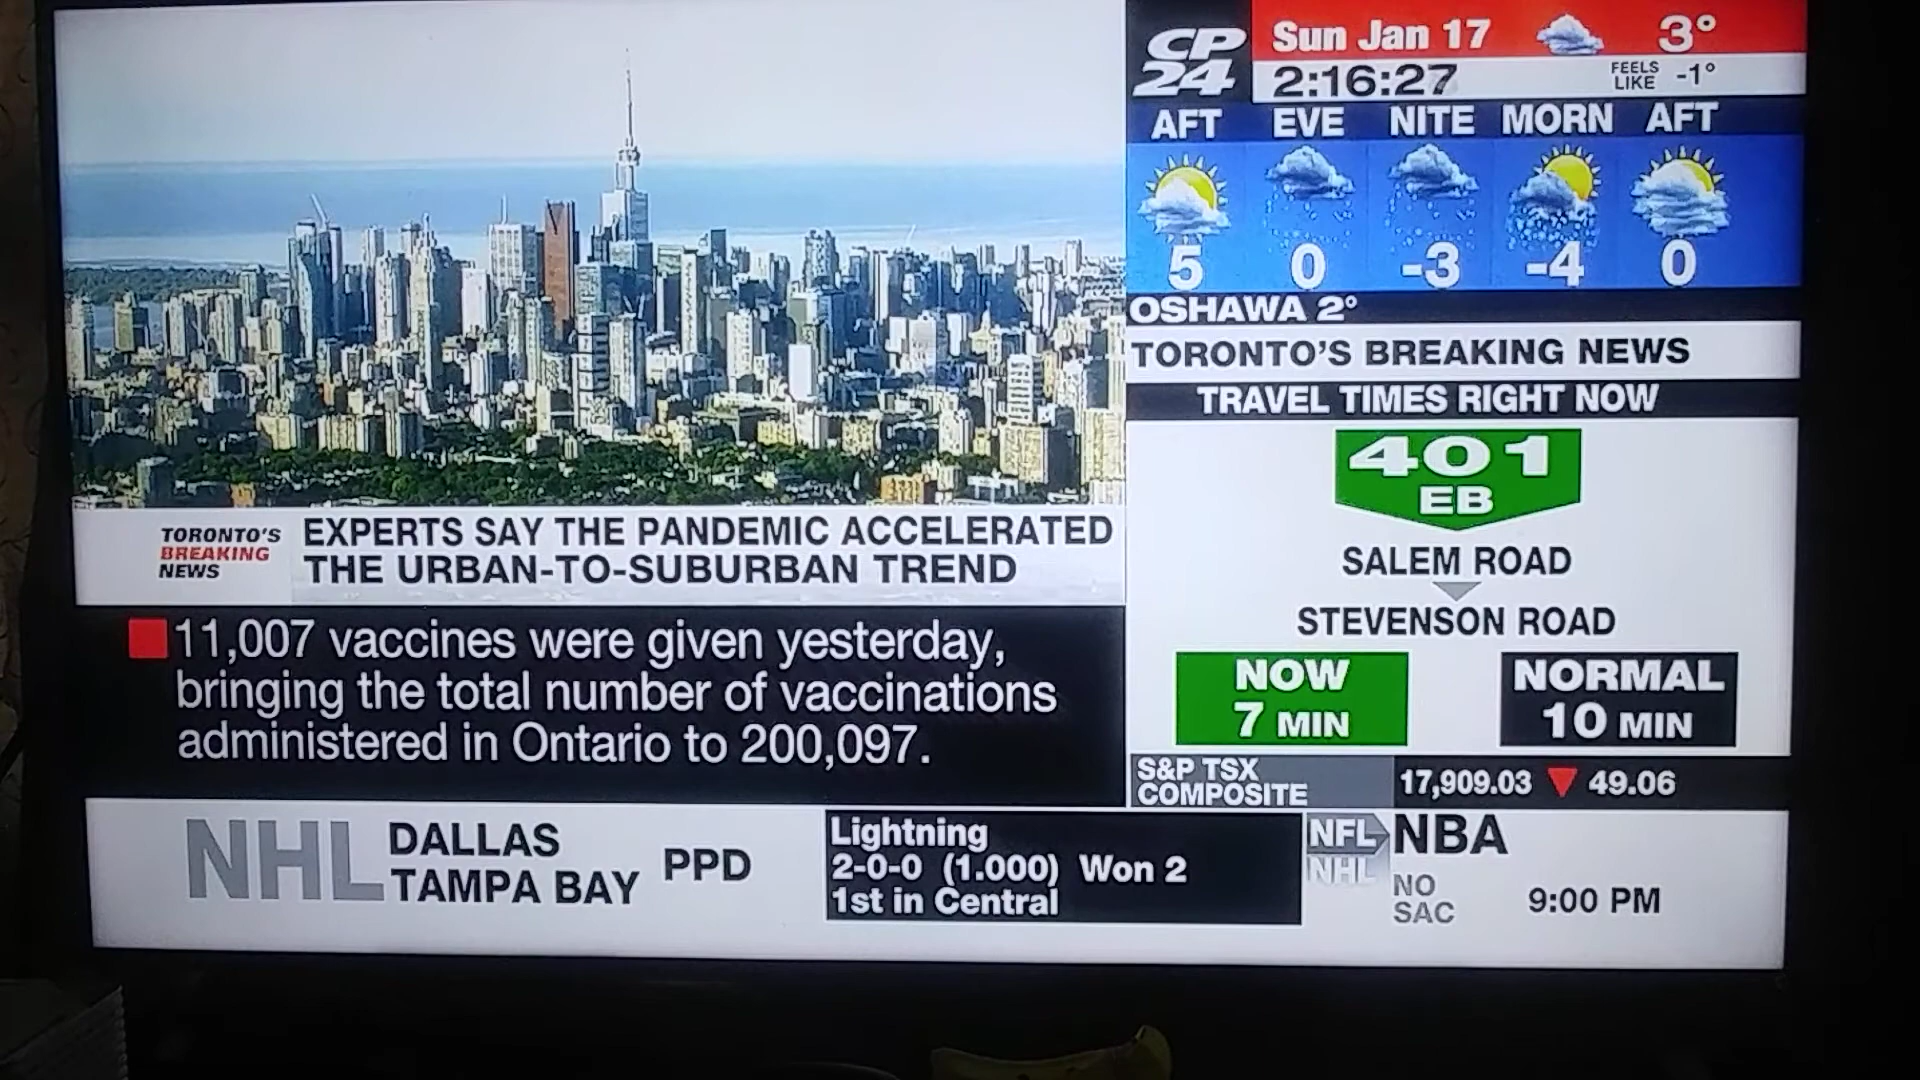 CP
24
Sun Jan 17
3°
2:16:27
FEELS
LIKE
-1°
AFT EVE NITE MORN AFT
5 0 -3 -4 0
OSHAWA 2°
TORONTO'S BREAKING NEWS
TRAVEL TIMES RIGHT NOW
401
EB
SALEM ROAD
STEVENSON ROAD
NOW
7 MIN
NORMAL
10 MIN
S&P TSX
COMPOSITE
17,909.03 ▼ 49.06
TORONTO'S
BREAKING
NEWS
EXPERTS SAY THE PANDEMIC ACCELERATED
THE URBAN-TO-SUBURBAN TREND
11,007 vaccines were given yesterday,
bringing the total number of vaccinations
administered in Ontario to 200,097.
NHL
DALLAS
TAMPA BAY
PPD
Lightning
2-0-0 (1.000) Won 2
1st in Central
NFL
NHL
NBA
NO
SAC
9:00 PM